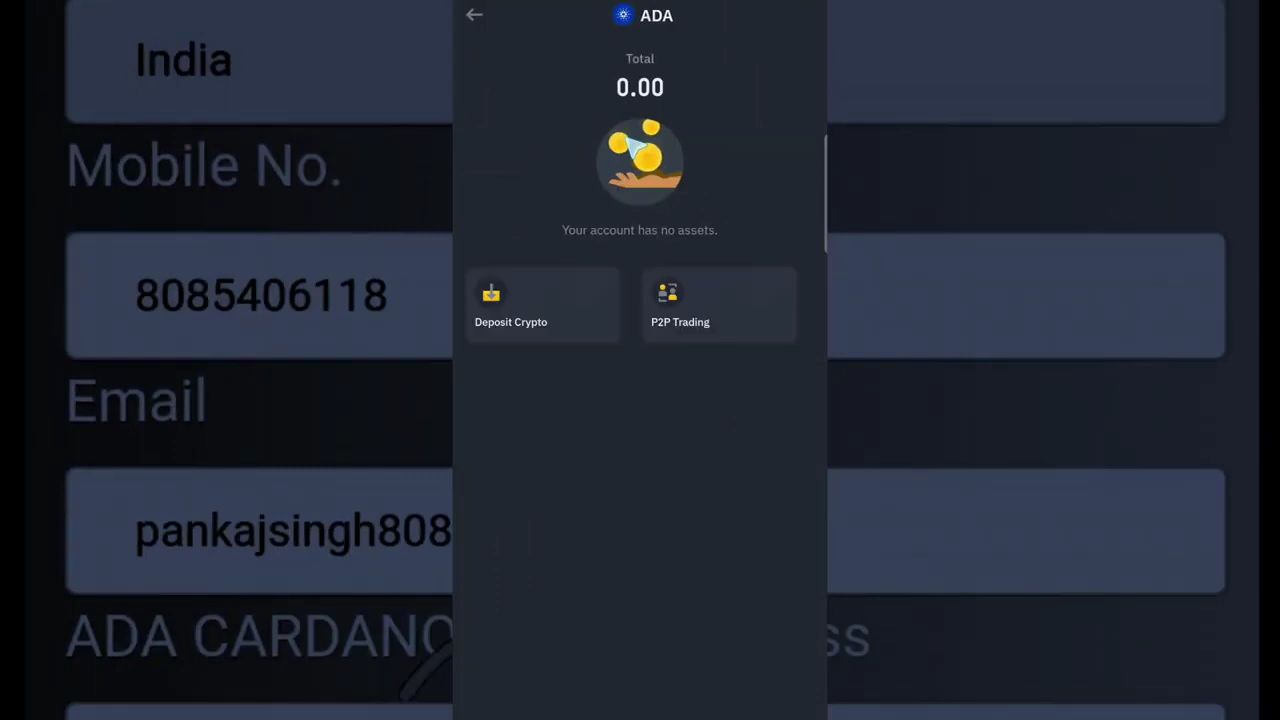 India
Mobile No.
8085406118
Email
pankajsingh808
ADA CARDANO
ss
ADA
Total
0.00
Your account has no assets.
Deposit Crypto
P2P Trading